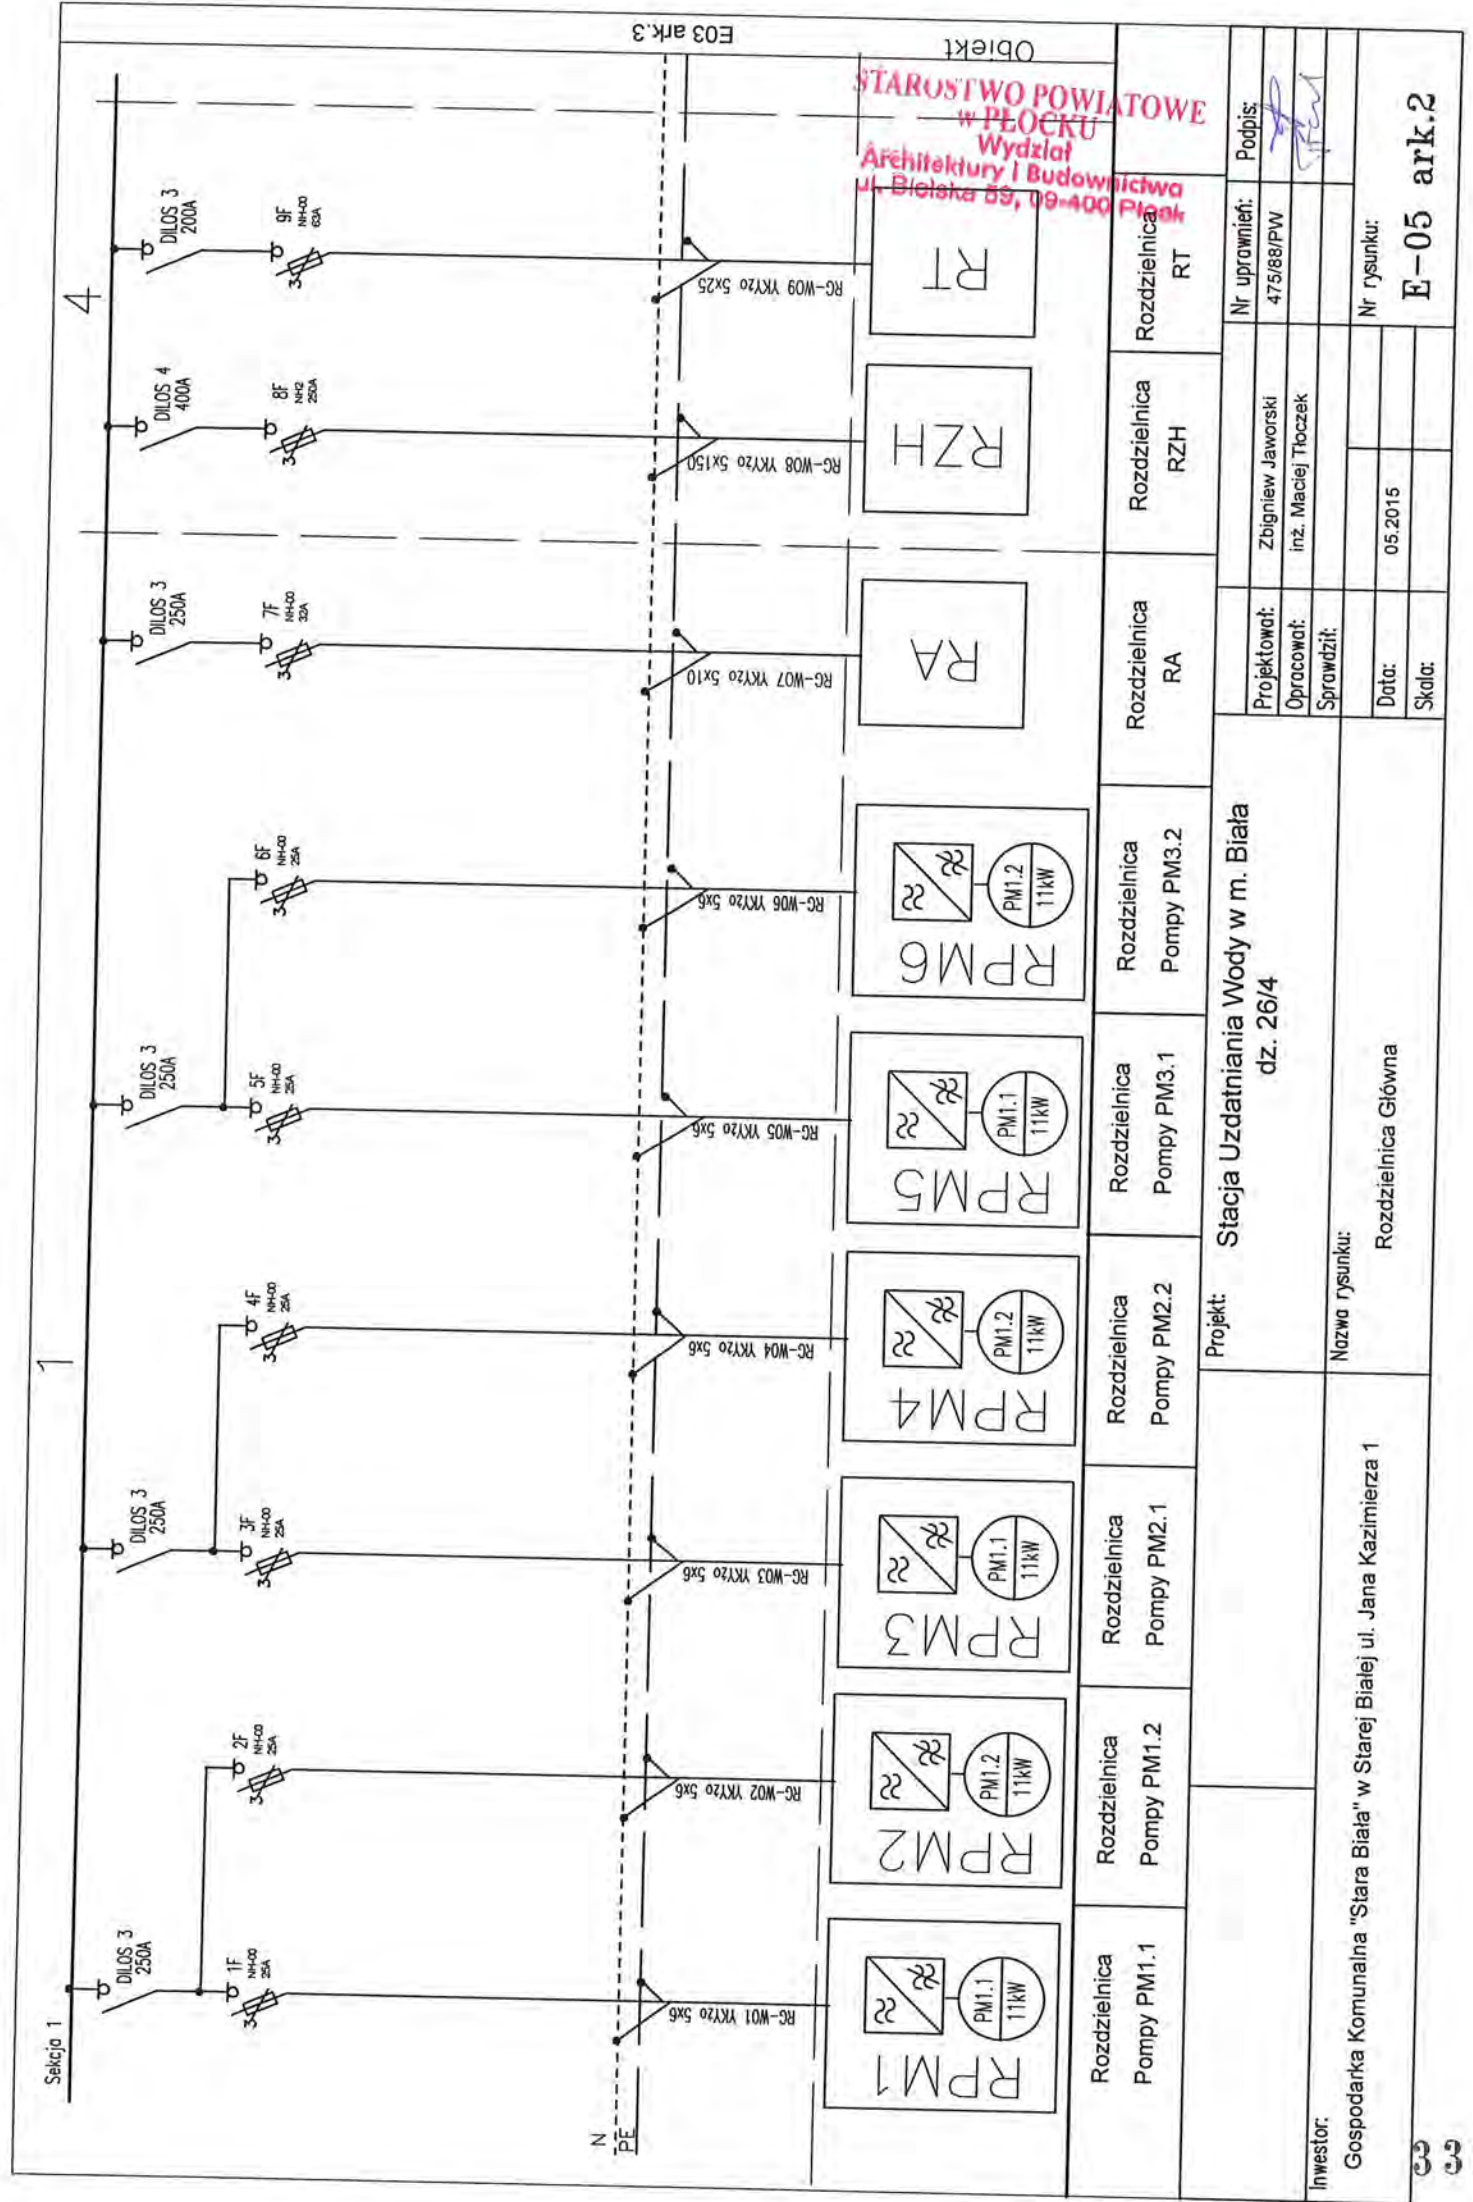 Sekcja 1
1
4
DILOS 3
250A
1F
NH-00
25A
3
2F
NH-00
25A
3
DILOS 3
250A
3F
NH-00
25A
3
4F
NH-00
25A
3
DILOS 3
250A
5F
NH-00
25A
3
6F
NH-00
25A
3
DILOS 3
250A
7F
NH-00
32A
3
DILOS 4
400A
8F
NH2
250A
3
DILOS 3
200A
9F
NH-00
63A
3
N
PE
E03 ark.3
RG-W01 YKYżo 5x6
RG-W02 YKYżo 5x6
RG-W03 YKYżo 5x6
RG-W04 YKYżo 5x6
RG-W05 YKYżo 5x6
RG-W06 YKYżo 5x6
RG-W07 YKYżo 5x10
RG-W08 YKYżo 5x150
RG-W09 YKYżo 5x25
Obiekt
RPM1
PM1.1
11kW
RPM2
PM1.2
11kW
RPM3
PM1.1
11kW
RPM4
PM1.2
11kW
RPM5
PM1.1
11kW
RPM6
PM1.2
11kW
RA
RZH
RT
STAROSTWO POWIATOWE
w PŁOCKU
Wydział
Architektury i Budownictwa
ul. Bielska 59, 09-400 Płock
Rozdzielnica
Pompy PM1.1
Rozdzielnica
Pompy PM1.2
Rozdzielnica
Pompy PM2.1
Rozdzielnica
Pompy PM2.2
Rozdzielnica
Pompy PM3.1
Rozdzielnica
Pompy PM3.2
Rozdzielnica
RA
Rozdzielnica
RZH
Rozdzielnica
RT
Projekt:
Stacja Uzdatniania Wody w m. Biała
dz. 26/4
Nr uprawnień:
Podpis:
Projektował:
Zbigniew Jaworski
475/88/PW
Opracował:
inż. Maciej Tłoczek
Sprawdził:
Inwestor:
Gospodarka Komunalna "Stara Biała" w Starej Białej ul. Jana Kazimierza 1
Nazwa rysunku:
Rozdzielnica Główna
Data:
05.2015
Skala:
Nr rysunku:
E-05 ark.2
33